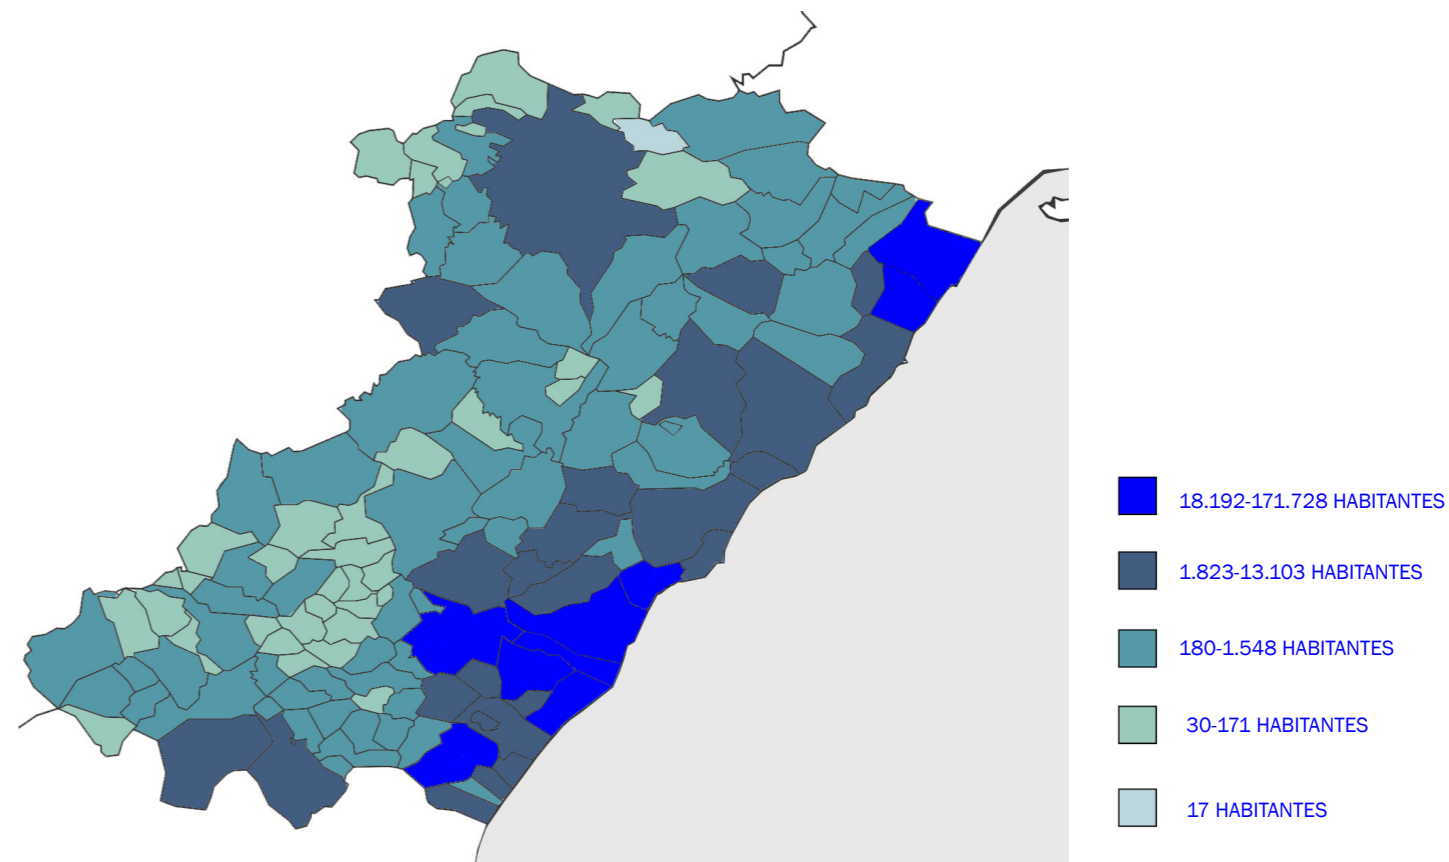 18.192-171.728 HABITANTES
1.823-13.103 HABITANTES
180-1.548 HABITANTES
30-171 HABITANTES
17 HABITANTES